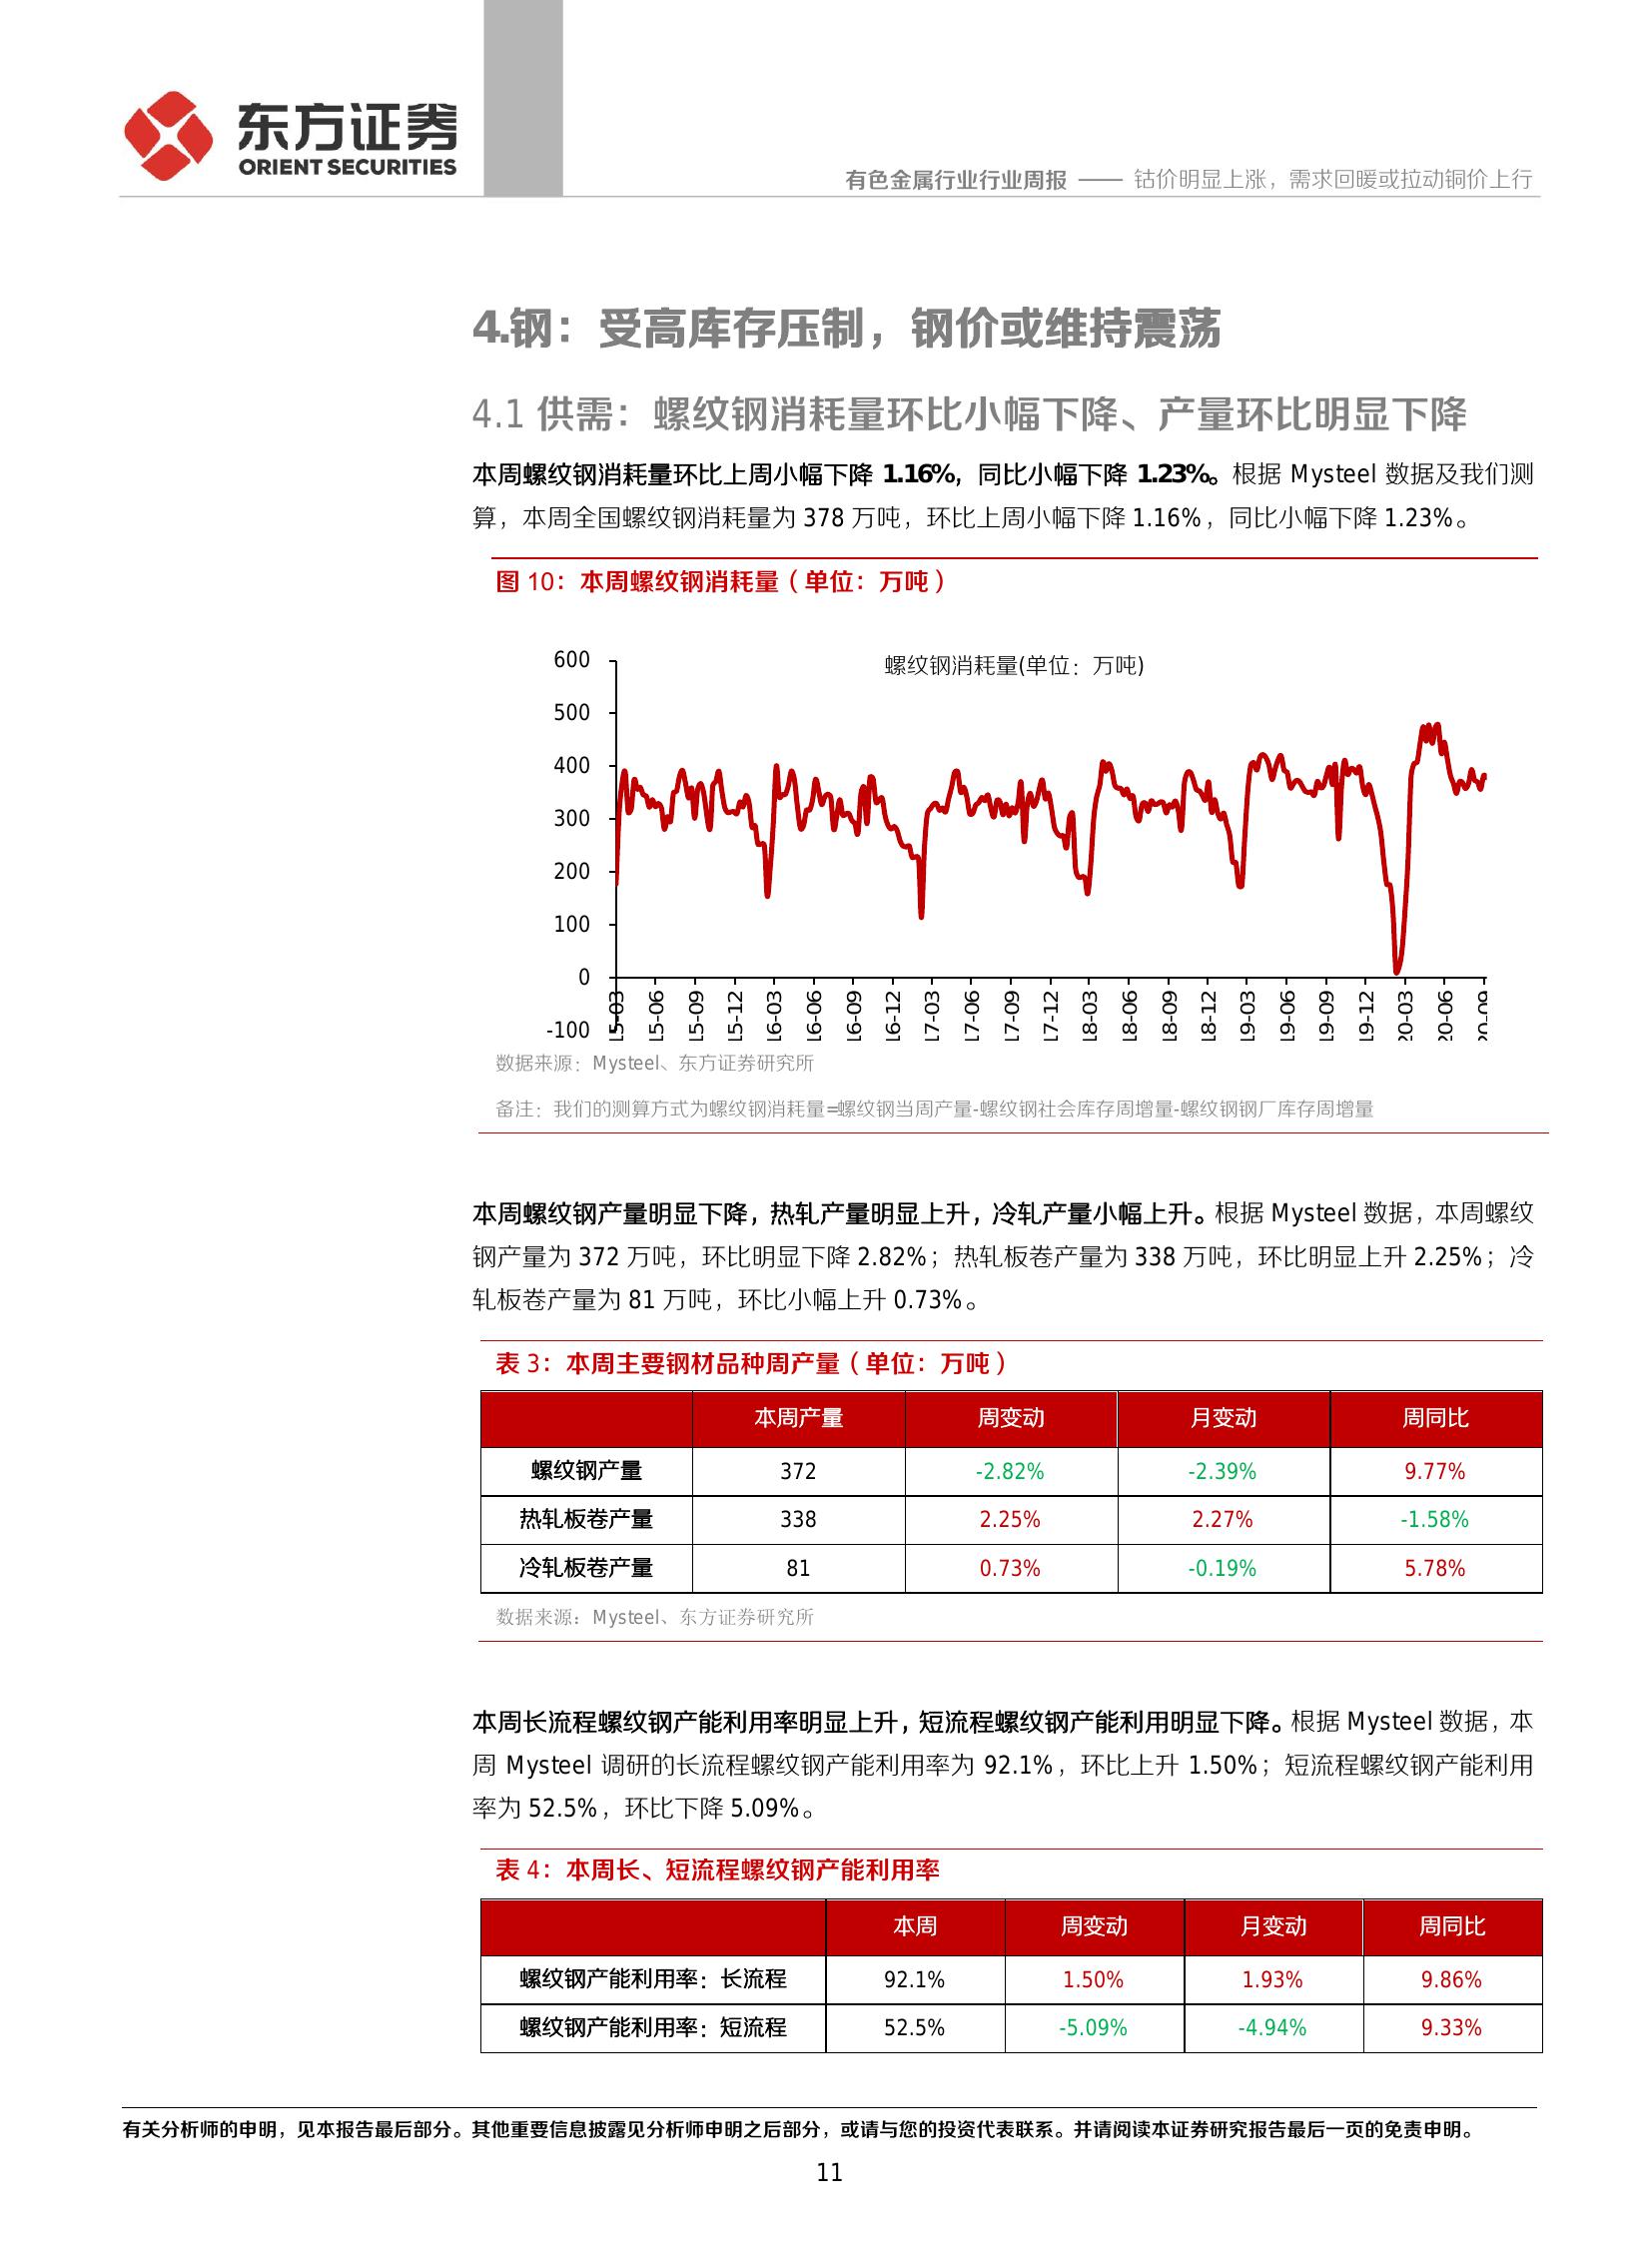 东方证券
ORIENT SECURITIES
有色金属行业行业周报 —— 钴价明显上涨，需求回暖或拉动铜价上行
4.钢：受高库存压制，钢价或维持震荡
4.1 供需：螺纹钢消耗量环比小幅下降、产量环比明显下降
本周螺纹钢消耗量环比上周小幅下降 1.16%，同比小幅下降 1.23%。根据 Mysteel 数据及我们测
算，本周全国螺纹钢消耗量为 378 万吨，环比上周小幅下降 1.16%，同比小幅下降 1.23%。
图 10：本周螺纹钢消耗量（单位：万吨）
螺纹钢消耗量(单位：万吨)
600
500
400
300
200
100
0
-100
15-03 15-06 15-09 15-12 16-03 16-06 16-09 16-12 17-03 17-06 17-09 17-12 18-03 18-06 18-09 18-12 19-03 19-06 19-09 19-12 20-03 20-06 20-09
数据来源：Mysteel、东方证券研究所
备注：我们的测算方式为螺纹钢消耗量=螺纹钢当周产量-螺纹钢社会库存周增量-螺纹钢钢厂库存周增量
本周螺纹钢产量明显下降，热轧产量明显上升，冷轧产量小幅上升。根据 Mysteel 数据，本周螺纹
钢产量为 372 万吨，环比明显下降 2.82%；热轧板卷产量为 338 万吨，环比明显上升 2.25%；冷
轧板卷产量为 81 万吨，环比小幅上升 0.73%。
表 3：本周主要钢材品种周产量（单位：万吨）
本周产量 周变动 月变动 周同比
螺纹钢产量 372 -2.82% -2.39% 9.77%
热轧板卷产量 338 2.25% 2.27% -1.58%
冷轧板卷产量 81 0.73% -0.19% 5.78%
数据来源：Mysteel、东方证券研究所
本周长流程螺纹钢产能利用率明显上升，短流程螺纹钢产能利用明显下降。根据 Mysteel 数据，本
周 Mysteel 调研的长流程螺纹钢产能利用率为 92.1%，环比上升 1.50%；短流程螺纹钢产能利用
率为 52.5%，环比下降 5.09%。
表 4：本周长、短流程螺纹钢产能利用率
本周 周变动 月变动 周同比
螺纹钢产能利用率：长流程 92.1% 1.50% 1.93% 9.86%
螺纹钢产能利用率：短流程 52.5% -5.09% -4.94% 9.33%
有关分析师的申明，见本报告最后部分。其他重要信息披露见分析师申明之后部分，或请与您的投资代表联系。并请阅读本证券研究报告最后一页的免责申明。
11